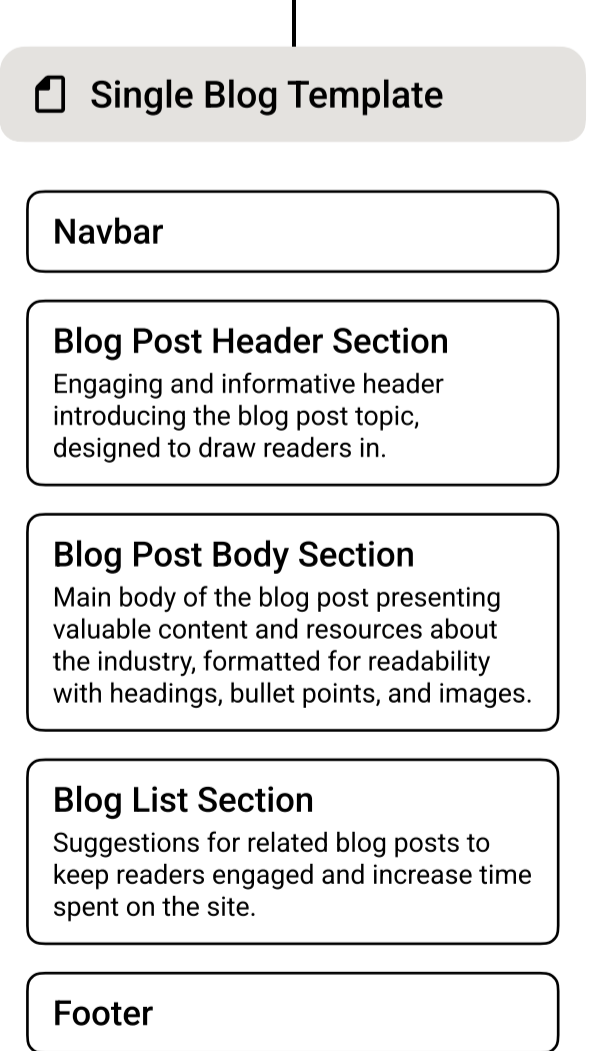 Single Blog Template
Navbar
Blog Post Header Section
Engaging and informative header
introducing the blog post topic,
designed to draw readers in.
Blog Post Body Section
Main body of the blog post presenting
valuable content and resources about
the industry, formatted for readability
with headings, bullet points, and images.
Blog List Section
Suggestions for related blog posts to
keep readers engaged and increase time
spent on the site.
Footer